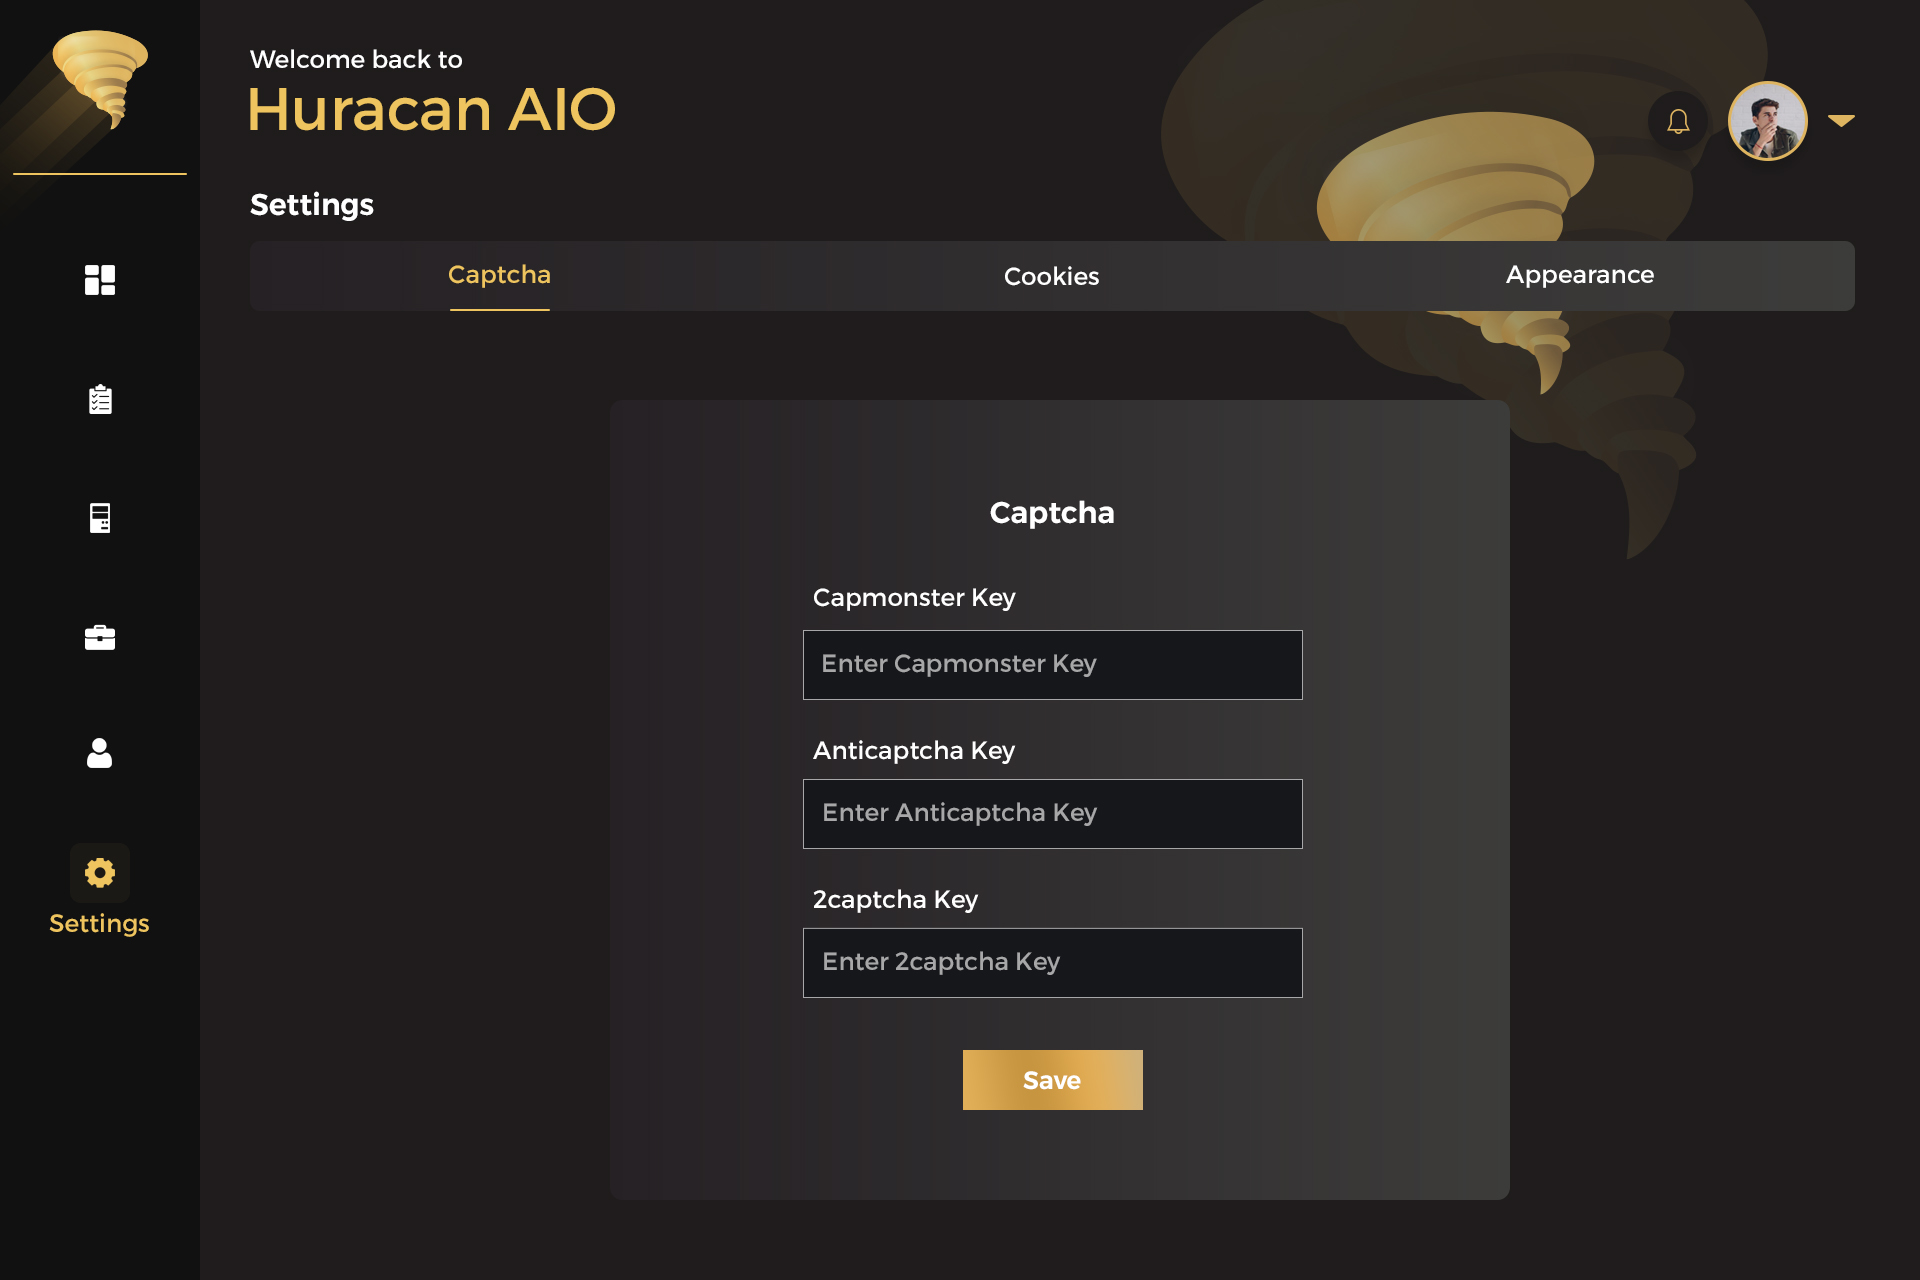 Welcome back to
Huracan AIO
Settings
Captcha
Cookies
Appearance
Captcha
Capmonster Key
Enter Capmonster Key
Anticaptcha Key
Enter Anticaptcha Key
2captcha Key
Enter 2captcha Key
Save
Settings